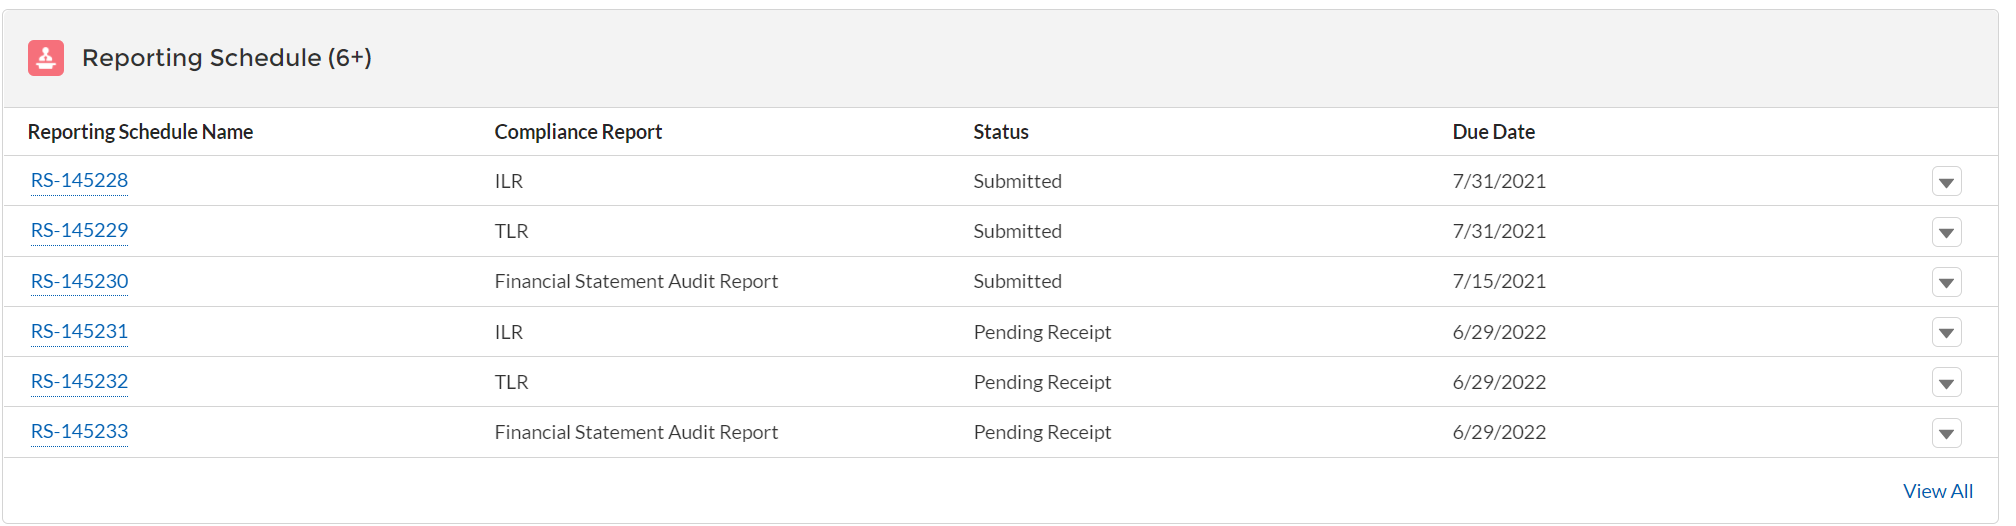 Reporting Schedule (6+)
Reporting Schedule Name Compliance Report Status Due Date
RS-145228 ILR Submitted 7/31/2021
RS-145229 TLR Submitted 7/31/2021
RS-145230 Financial Statement Audit Report Submitted 7/15/2021
RS-145231 ILR Pending Receipt 6/29/2022
RS-145232 TLR Pending Receipt 6/29/2022
RS-145233 Financial Statement Audit Report Pending Receipt 6/29/2022
View All